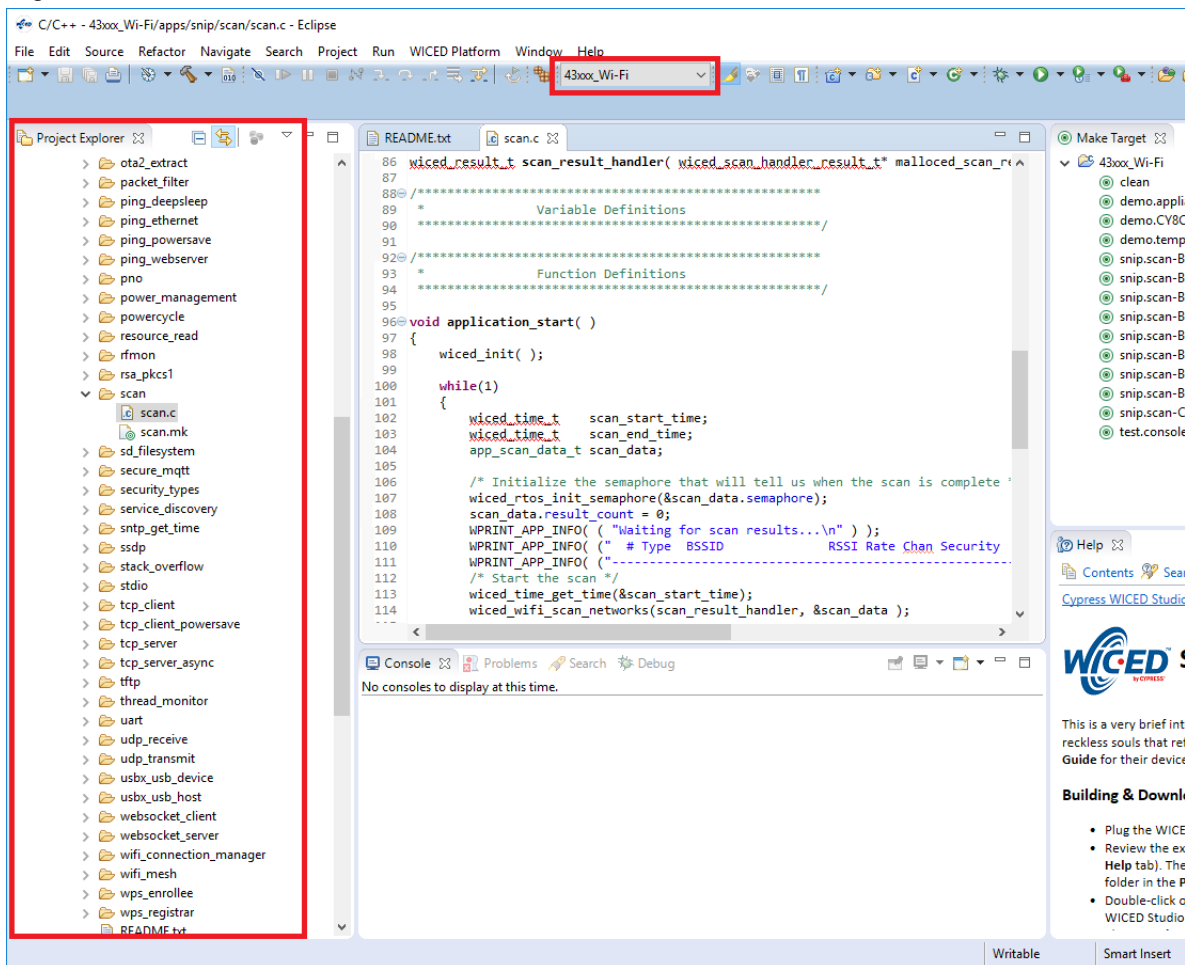 C/C++ - 43xxx_Wi-Fi/apps/snip/scan/scan.c - Eclipse
File Edit Source Refactor Navigate Search Project Run WICED Platform Window Help
43xxx_Wi-Fi
Project Explorer
ota2_extract
packet_filter
ping_deepsleep
ping_ethernet
ping_powersave
ping_webserver
pno
power_management
powercycle
resource_read
rfmon
rsa_pkcs1
scan
scan.c
scan.mk
sd_filesystem
secure_mqtt
security_types
service_discovery
sntp_get_time
ssdp
stack_overflow
stdio
tcp_client
tcp_client_powersave
tcp_server
tcp_server_async
tftp
thread_monitor
uart
udp_receive
udp_transmit
usbx_usb_device
usbx_usb_host
websocket_client
websocket_server
wifi_connection_manager
wifi_mesh
wps_enrollee
wps_registrar
README.txt
README.txt scan.c
86 wiced_result_t scan_result_handler( wiced_scan_handler_result_t* malloced_scan_re
87
88 /******************************************************
89 * Variable Definitions
90 ******************************************************/
91
92 /******************************************************
93 * Function Definitions
94 ******************************************************/
95
96 void application_start( )
97 {
98 wiced_init( );
99
100 while(1)
101 {
102 wiced_time_t scan_start_time;
103 wiced_time_t scan_end_time;
104 app_scan_data_t scan_data;
105
106 /* Initialize the semaphore that will tell us when the scan is complete *
107 wiced_rtos_init_semaphore(&scan_data.semaphore);
108 scan_data.result_count = 0;
109 WPRINT_APP_INFO( ( "Waiting for scan results...\n" ) );
110 WPRINT_APP_INFO( (" # Type BSSID RSSI Rate Chan Security
111 WPRINT_APP_INFO( ("------------------------------------------------------
112 /* Start the scan */
113 wiced_time_get_time(&scan_start_time);
114 wiced_wifi_scan_networks(scan_result_handler, &scan_data );
Console Problems Search Debug
No consoles to display at this time.
Make Target
43xxx_Wi-Fi
clean
demo.appli
demo.CY8C
demo.temp
snip.scan-B
snip.scan-B
snip.scan-B
snip.scan-B
snip.scan-B
snip.scan-B
snip.scan-B
snip.scan-B
snip.scan-C
test.console
Help
Contents Sear
Cypress WICED Studio
WICED S
by CYPRESS
This is a very brief int
reckless souls that ref
Guide for their device
Building & Downl
• Plug the WICE
• Review the ex
Help tab). The
folder in the P
• Double-click o
WICED Studio
Writable Smart Insert